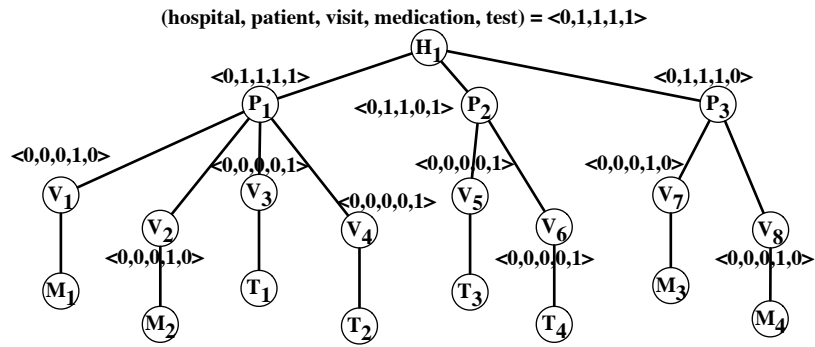 (hospital, patient, visit, medication, test) = <0,1,1,1,1>
H1
<0,1,1,1,1>
<0,1,1,1,0>
P1
<0,1,1,0,1>
P2
P3
<0,0,0,1,0>
<0,0,0,0,1>
<0,0,0,0,1>
<0,0,0,1,0>
V1
V3
V5
V7
<0,0,0,0,1>
V2
V4
V6
V8
<0,0,0,1,0>
<0,0,0,0,1>
<0,0,0,1,0>
M1
T1
T3
M3
M2
T2
T4
M4